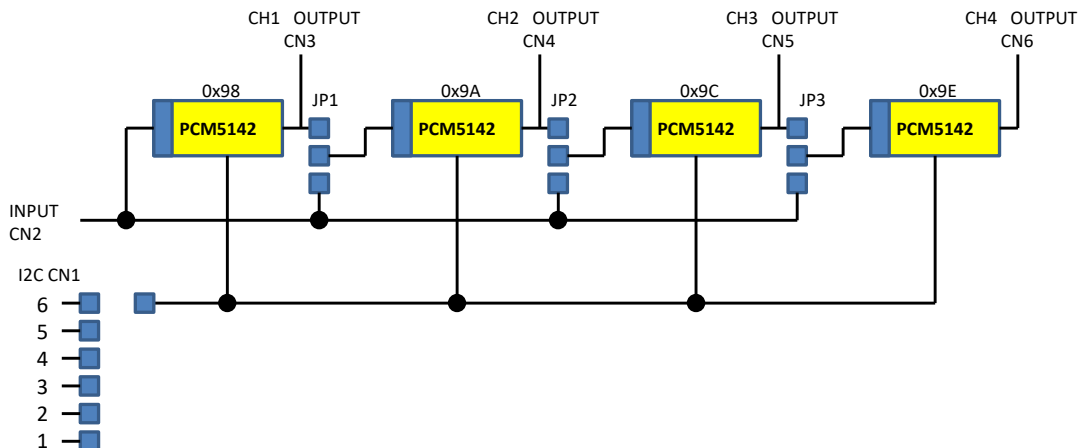 CH1 OUTPUT
CN3
CH2 OUTPUT
CN4
CH3 OUTPUT
CN5
CH4 OUTPUT
CN6
0x98
JP1
0x9A
JP2
0x9C
JP3
0x9E
PCM5142
PCM5142
PCM5142
PCM5142
INPUT
CN2
I2C CN1
6
5
4
3
2
1